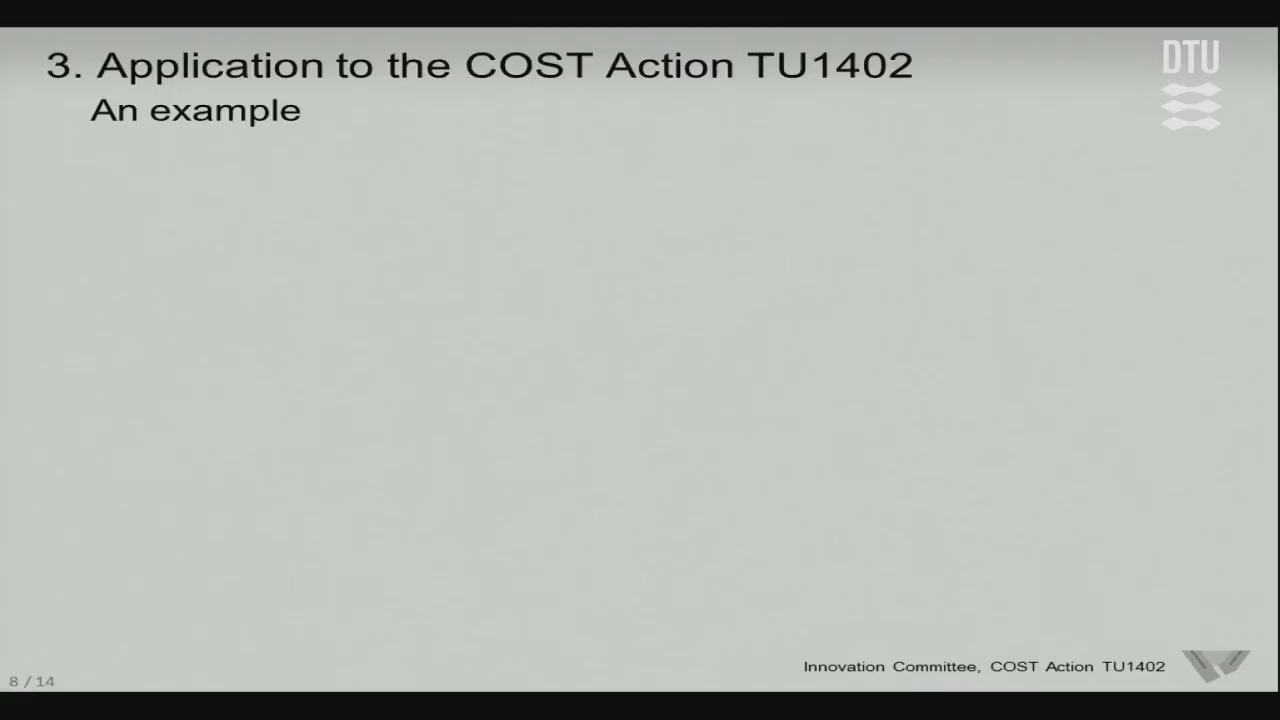 3. Application to the COST Action TU1402
An example
DTU
Innovation Committee, COST Action TU1402
8 / 14